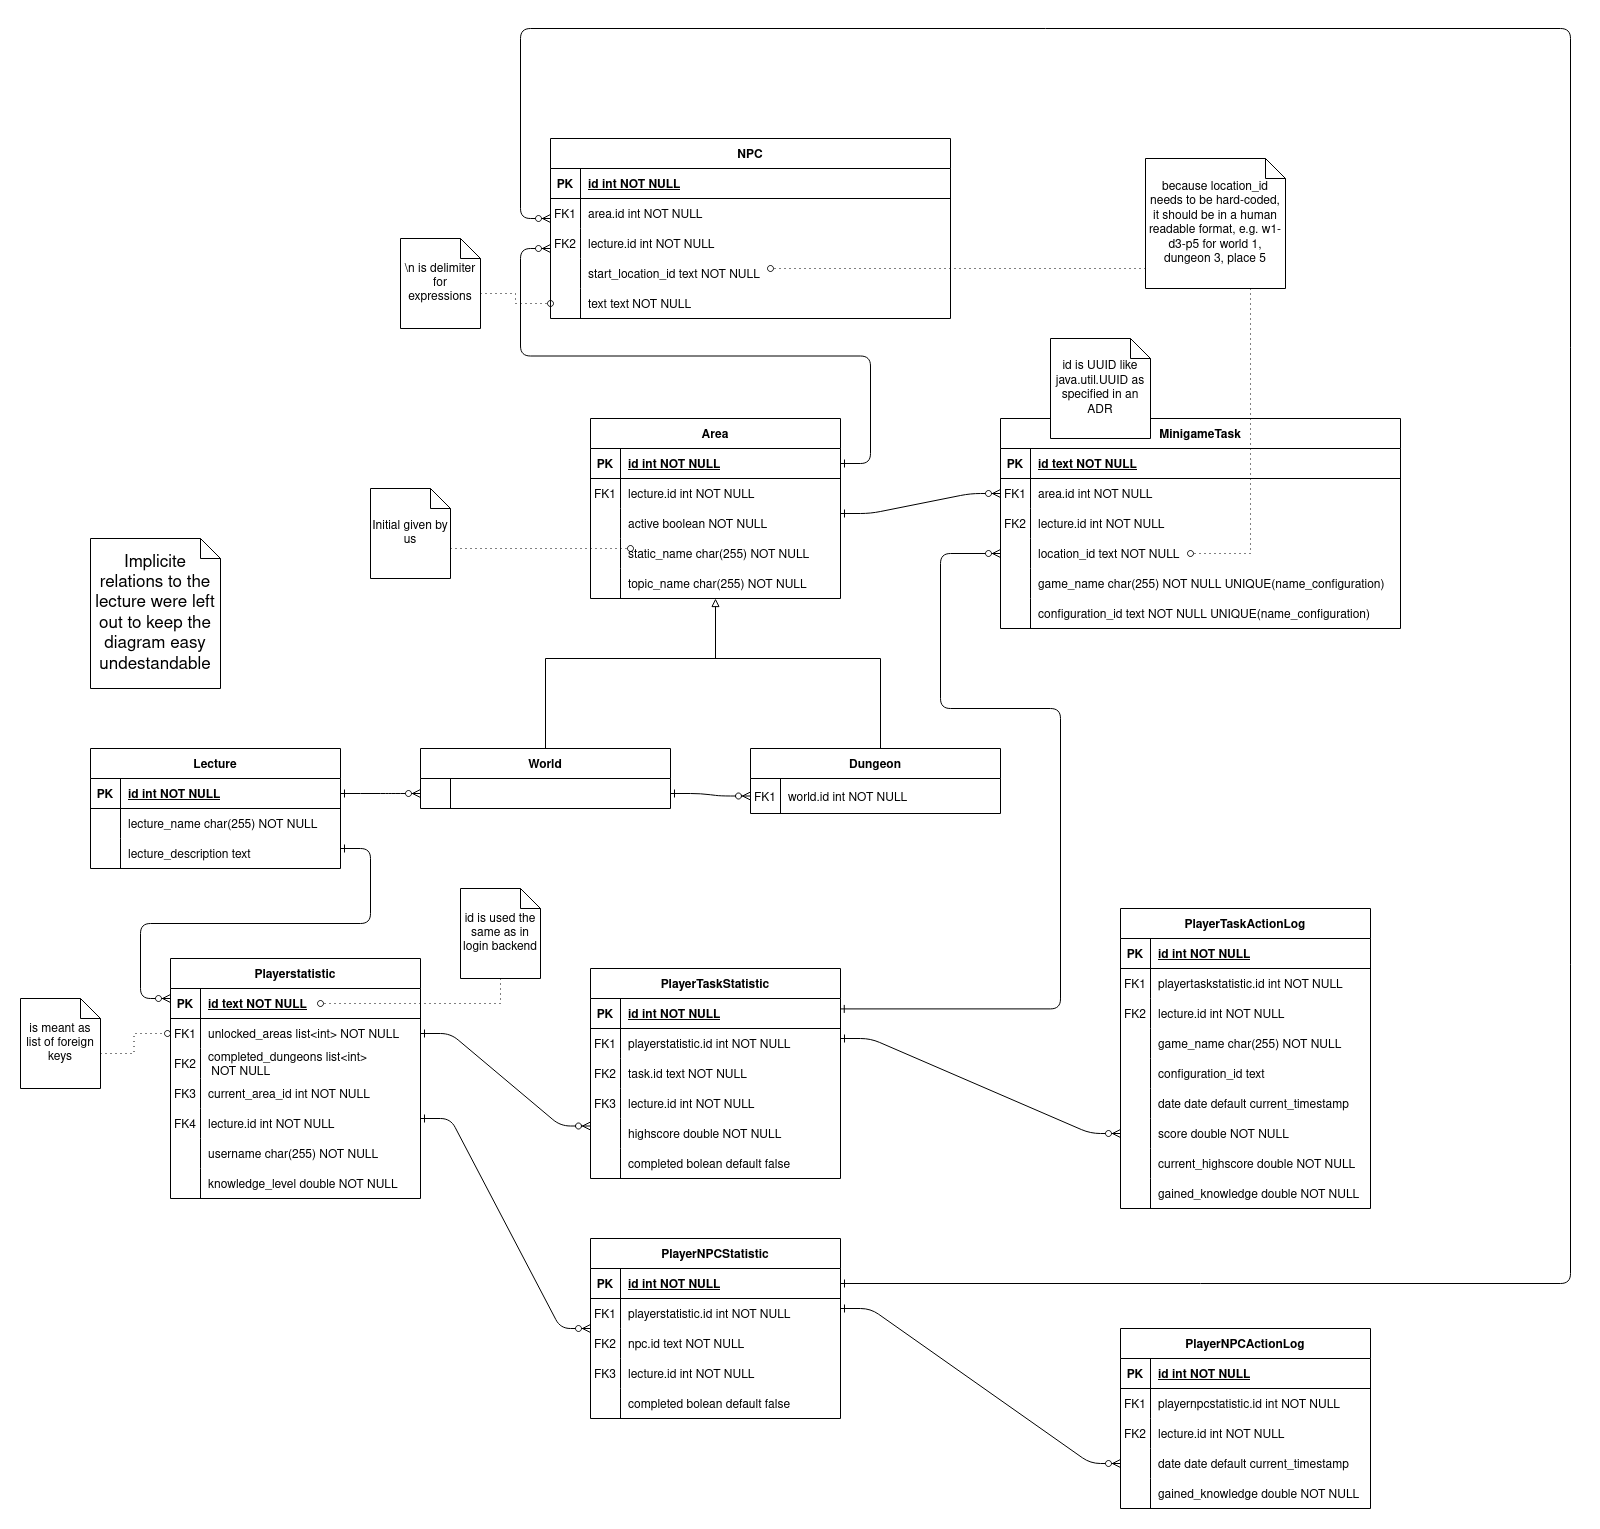 NPC
PK id int NOT NULL
FK1 area.id int NOT NULL
FK2 lecture.id int NOT NULL
start_location_id text NOT NULL
text text NOT NULL
because location_id
needs to be hard-coded,
it should be in a human
readable format, e.g. w1-
d3-p5 for world 1,
dungeon 3, place 5
\n is delimiter
for
expressions
id is UUID like
java.util.UUID as
specified in an
ADR
Area
PK id int NOT NULL
FK1 lecture.id int NOT NULL
active boolean NOT NULL
static_name char(255) NOT NULL
topic_name char(255) NOT NULL
MinigameTask
PK id text NOT NULL
FK1 area.id int NOT NULL
FK2 lecture.id int NOT NULL
location_id text NOT NULL
game_name char(255) NOT NULL UNIQUE(name_configuration)
configuration_id text NOT NULL UNIQUE(name_configuration)
Initial given by
us
Implicite
relations to the
lecture were left
out to keep the
diagram easy
undestandable
Lecture
PK id int NOT NULL
lecture_name char(255) NOT NULL
lecture_description text
World
Dungeon
FK1 world.id int NOT NULL
id is used the
same as in
login backend
is meant as
list of foreign
keys
Playerstatistic
PK id text NOT NULL
FK1 unlocked_areas list<int> NOT NULL
FK2 completed_dungeons list<int>
NOT NULL
FK3 current_area_id int NOT NULL
FK4 lecture.id int NOT NULL
username char(255) NOT NULL
knowledge_level double NOT NULL
PlayerTaskStatistic
PK id int NOT NULL
FK1 playerstatistic.id int NOT NULL
FK2 task.id text NOT NULL
FK3 lecture.id int NOT NULL
highscore double NOT NULL
completed bolean default false
PlayerTaskActionLog
PK id int NOT NULL
FK1 playertaskstatistic.id int NOT NULL
FK2 lecture.id int NOT NULL
game_name char(255) NOT NULL
configuration_id text
date date default current_timestamp
score double NOT NULL
current_highscore double NOT NULL
gained_knowledge double NOT NULL
PlayerNPCStatistic
PK id int NOT NULL
FK1 playerstatistic.id int NOT NULL
FK2 npc.id text NOT NULL
FK3 lecture.id int NOT NULL
completed bolean default false
PlayerNPCActionLog
PK id int NOT NULL
FK1 playernpcstatistic.id int NOT NULL
FK2 lecture.id int NOT NULL
date date default current_timestamp
gained_knowledge double NOT NULL